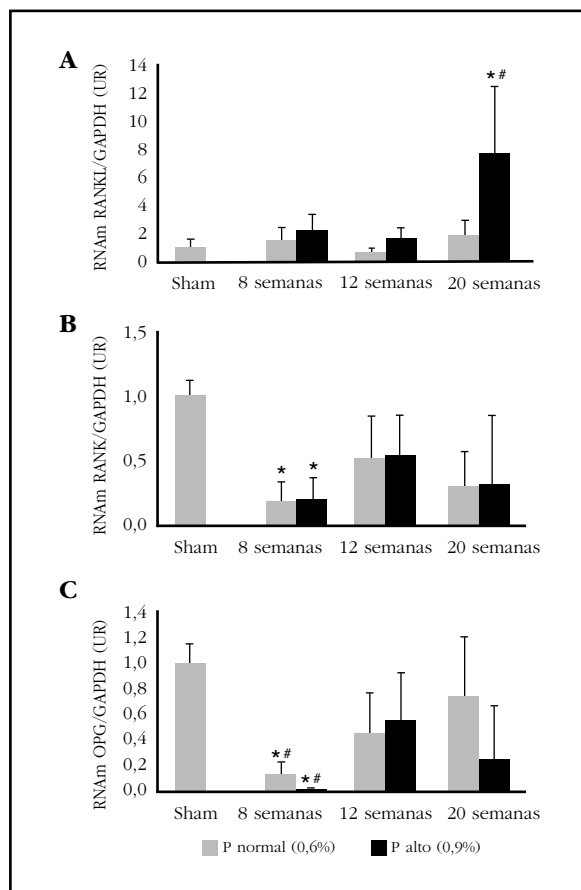 A
RNAm RANKL/GAPDH (UR)
14
12
10
8
6
4
2
0
* #
Sham 8 semanas 12 semanas 20 semanas
B
RNAm RANK/GAPDH (UR)
1,5
1,0
0,5
0,0
* *
Sham 8 semanas 12 semanas 20 semanas
C
RNAm OPG/GAPDH (UR)
1,4
1,2
1,0
0,8
0,6
0,4
0,2
0,0
*#
*#
Sham 8 semanas 12 semanas 20 semanas
P normal (0,6%) P alto (0,9%)